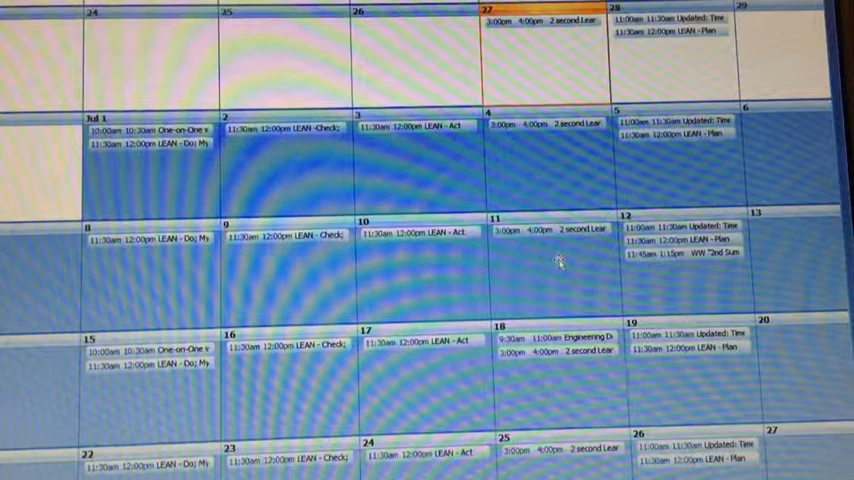 24 25 26 27 28 29
3:00pm 4:00pm 2 second Lear
11:00am 11:30am Updated: Time
11:30am 12:00pm LEAN - Plan
Jul 1 2 3 4 5 6
10:00am 10:30am One-on-One v
11:30am 12:00pm LEAN - Do; My
11:30am 12:00pm LEAN -Check;
11:30am 12:00pm LEAN - Act
3:00pm 4:00pm 2 second Lear
11:00am 11:30am Updated: Time
11:30am 12:00pm LEAN - Plan
8 9 10 11 12 13
11:30am 12:00pm LEAN - Do; My
11:30am 12:00pm LEAN - Check;
11:30am 12:00pm LEAN - Act
3:00pm 4:00pm 2 second Lear
11:00am 11:30am Updated: Time
11:30am 12:00pm LEAN - Plan
11:45am 1:15pm WW "2nd Sum
15 16 17 18 19 20
10:00am 10:30am One-on-One v
11:30am 12:00pm LEAN - Do; My
11:30am 12:00pm LEAN - Check;
11:30am 12:00pm LEAN - Act
9:30am 11:00am Engineering Di
3:00pm 4:00pm 2 second Lear
11:00am 11:30am Updated: Time
11:30am 12:00pm LEAN - Plan
22 23 24 25 26 27
11:30am 12:00pm LEAN - Do; My
11:30am 12:00pm LEAN - Check;
11:30am 12:00pm LEAN - Act
3:00pm 4:00pm 2 second Lear
11:00am 11:30am Updated: Time
11:30am 12:00pm LEAN - Plan